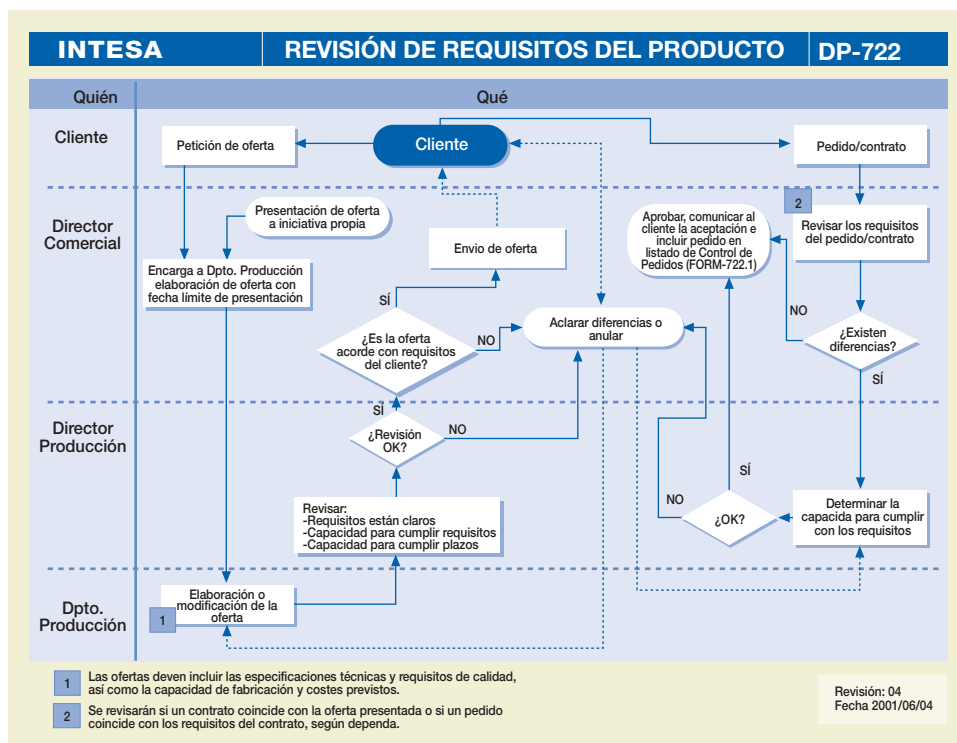 INTESA
REVISIÓN DE REQUISITOS DEL PRODUCTO
DP-722
Quién
Qué
Cliente
Petición de oferta
Cliente
Pedido/contrato
Director
Comercial
Presentación de oferta
a iniciativa propia
Encarga a Dpto. Producción
elaboración de oferta con
fecha límite de presentación
Envio de oferta
SÍ
¿Es la oferta
acorde con requisitos
del cliente?
NO
Aclarar diferencias o
anular
Aprobar, comunicar al
cliente la aceptación e
incluir pedido en
listado de Control de
Pedidos (FORM-722.1)
2
Revisar los requisitos
del pedido/contrato
NO
¿Existen
diferencias?
SÍ
Director
Producción
SÍ
¿Revisión
OK?
NO
Revisar:
-Requisitos están claros
-Capacidad para cumplir requisitos
-Capacidad para cumplir plazos
SÍ
NO
¿OK?
Determinar la
capacida para cumplir
con los requisitos
Dpto.
Producción
Elaboración o
modificación de la
oferta
1
1
Las ofertas deven incluir las especificaciones técnicas y requisitos de calidad,
así como la capacidad de fabricación y costes previstos.
2
Se revisarán si un contrato coincide con la oferta presentada o si un pedido
coincide con los requisitos del contrato, según dependa.
Revisión: 04
Fecha 2001/06/04